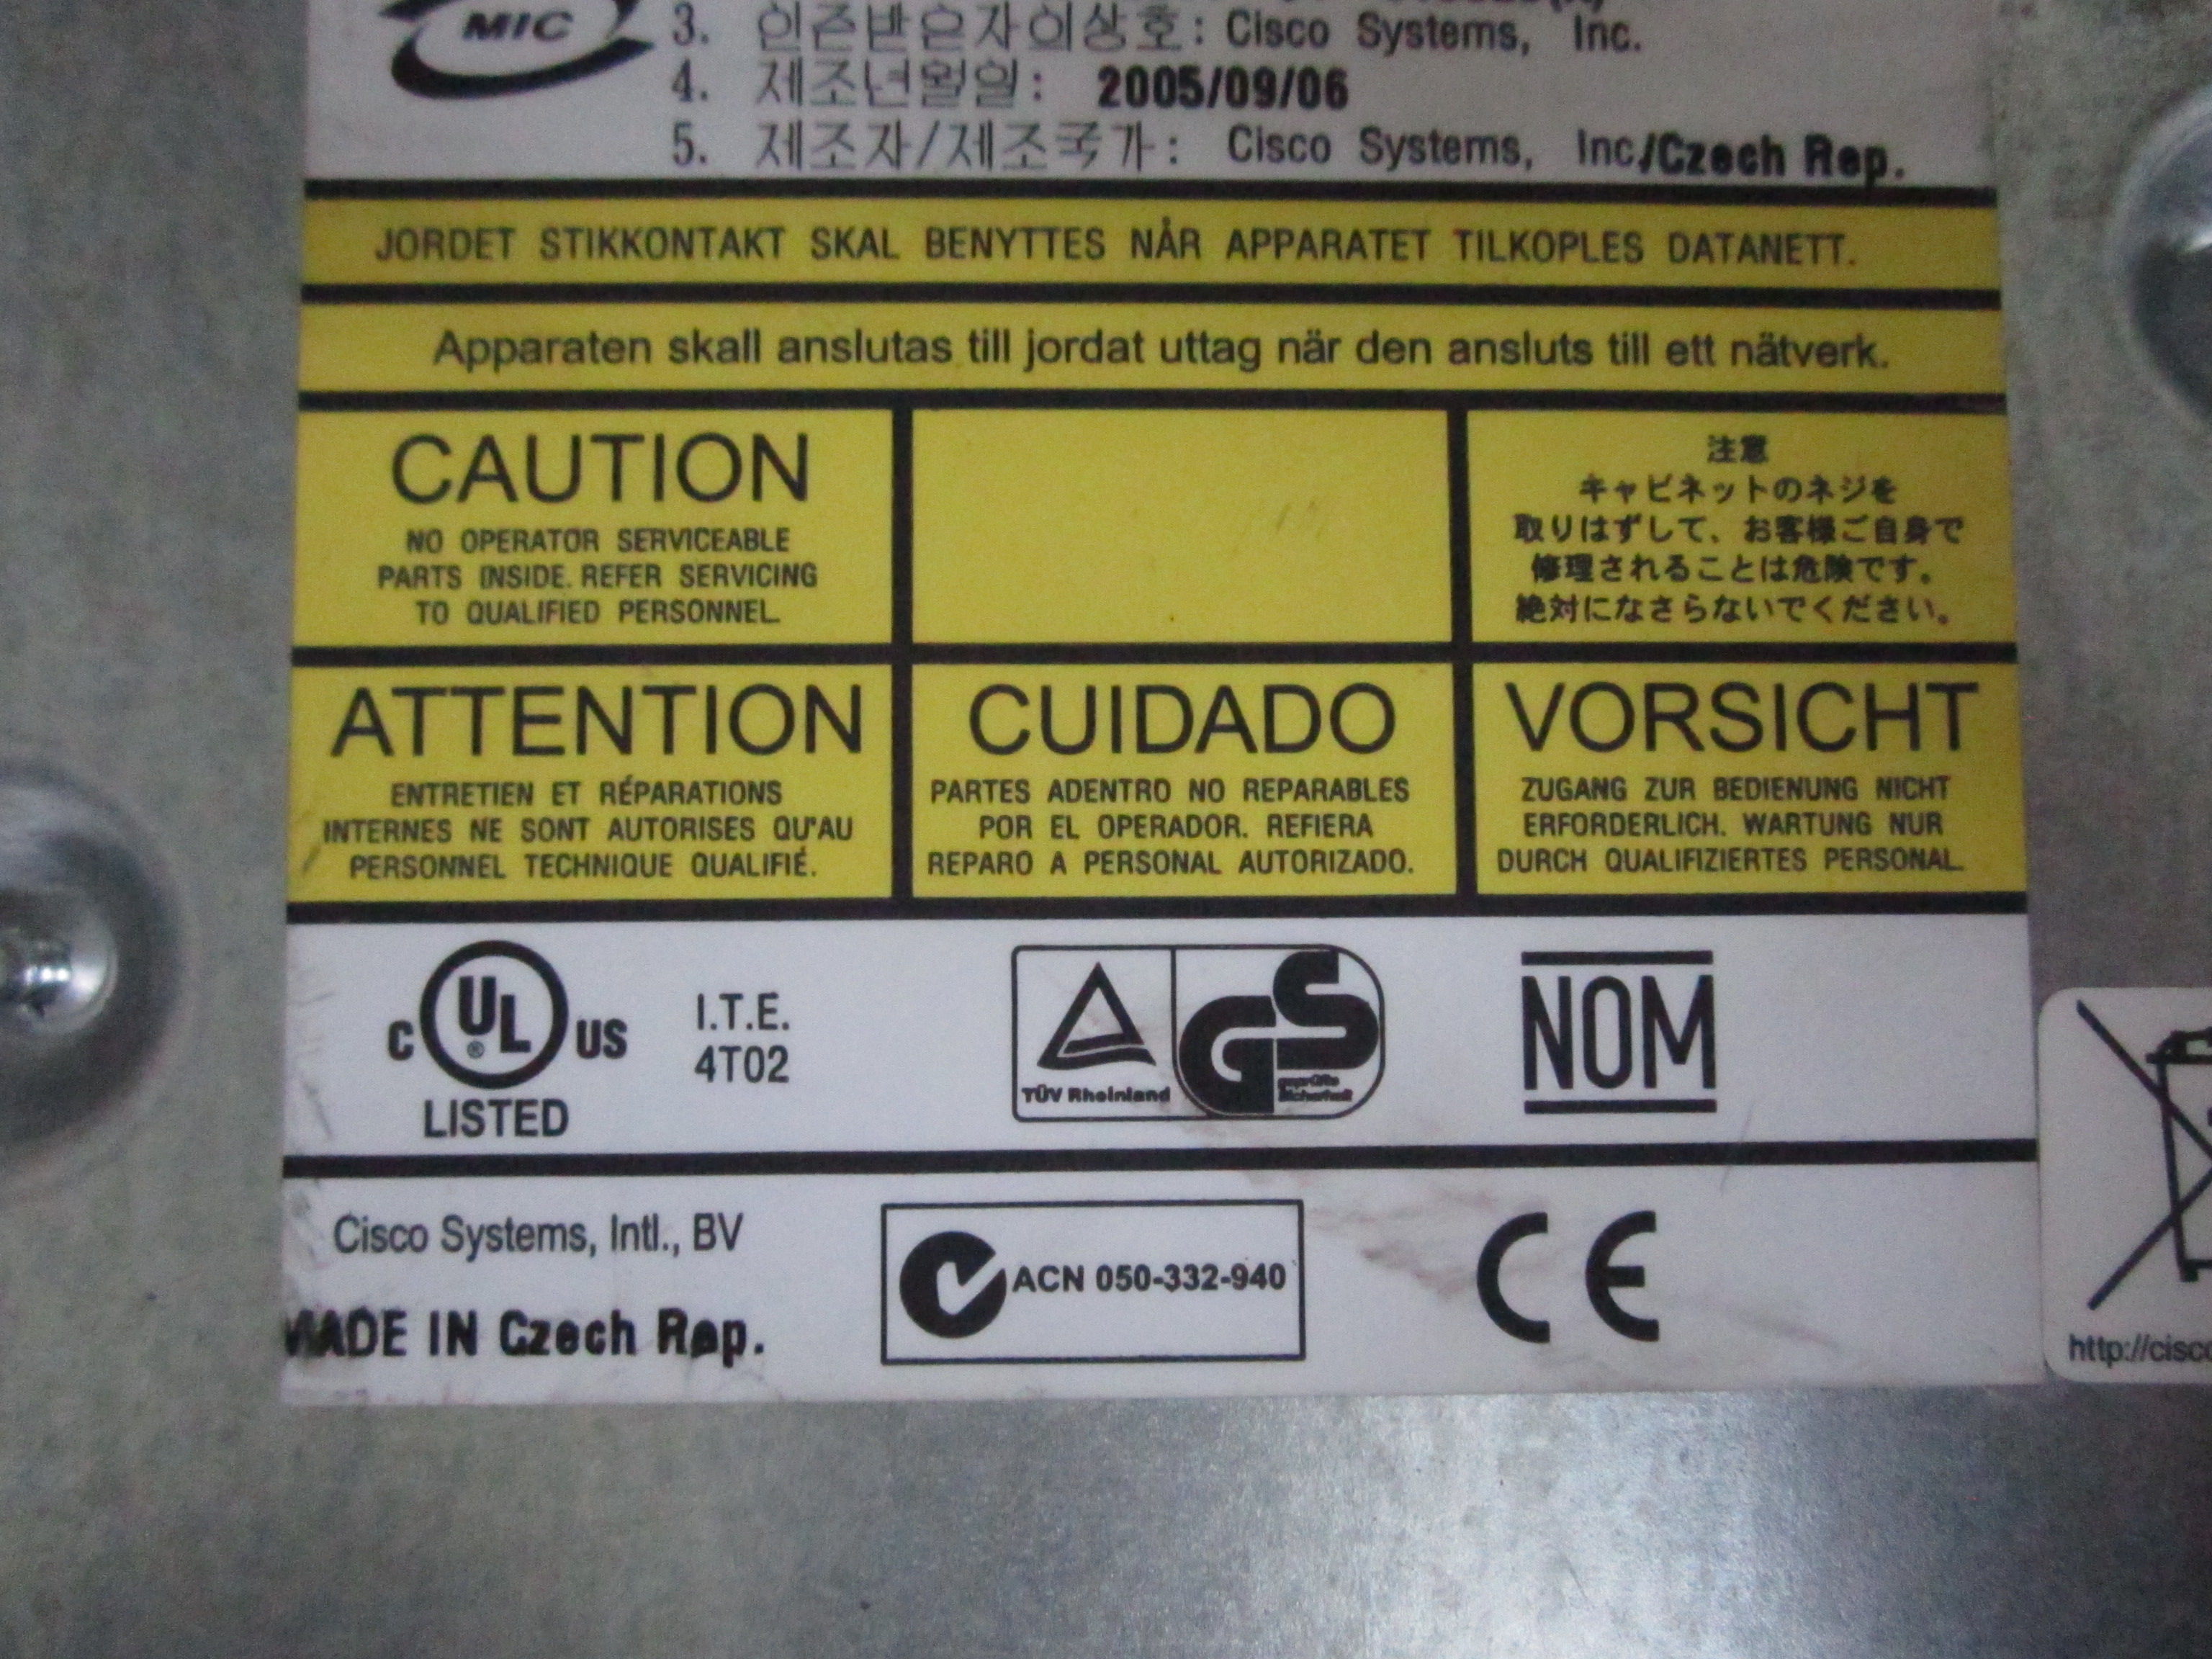 MIC
3. 인증받은자의상호: Cisco Systems, Inc.
4. 제조년월일: 2005/09/06
5. 제조자/제조국가: Cisco Systems, Inc./Czech Rep.
JORDET STIKKONTAKT SKAL BENYTTES NÅR APPARATET TILKOPLES DATANETT.
Apparaten skall anslutas till jordat uttag när den ansluts till ett nätverk.
CAUTION
NO OPERATOR SERVICEABLE
PARTS INSIDE. REFER SERVICING
TO QUALIFIED PERSONNEL.
注意
キャビネットのネジを
取りはずして、お客様ご自身で
修理されることは危険です。
絶対になさらないでください。
ATTENTION
ENTRETIEN ET RÉPARATIONS
INTERNES NE SONT AUTORISES QU'AU
PERSONNEL TECHNIQUE QUALIFIÉ.
CUIDADO
PARTES ADENTRO NO REPARABLES
POR EL OPERADOR. REFIERA
REPARO A PERSONAL AUTORIZADO.
VORSICHT
ZUGANG ZUR BEDIENUNG NICHT
ERFORDERLICH. WARTUNG NUR
DURCH QUALIFIZIERTES PERSONAL.
C UL® US
LISTED
I.T.E.
4T02
TÜV Rheinland
GS
geprüfte
Sicherheit
NOM
Cisco Systems, Intl., BV
MADE IN Czech Rep.
ACN 050-332-940
CE
http://cisco